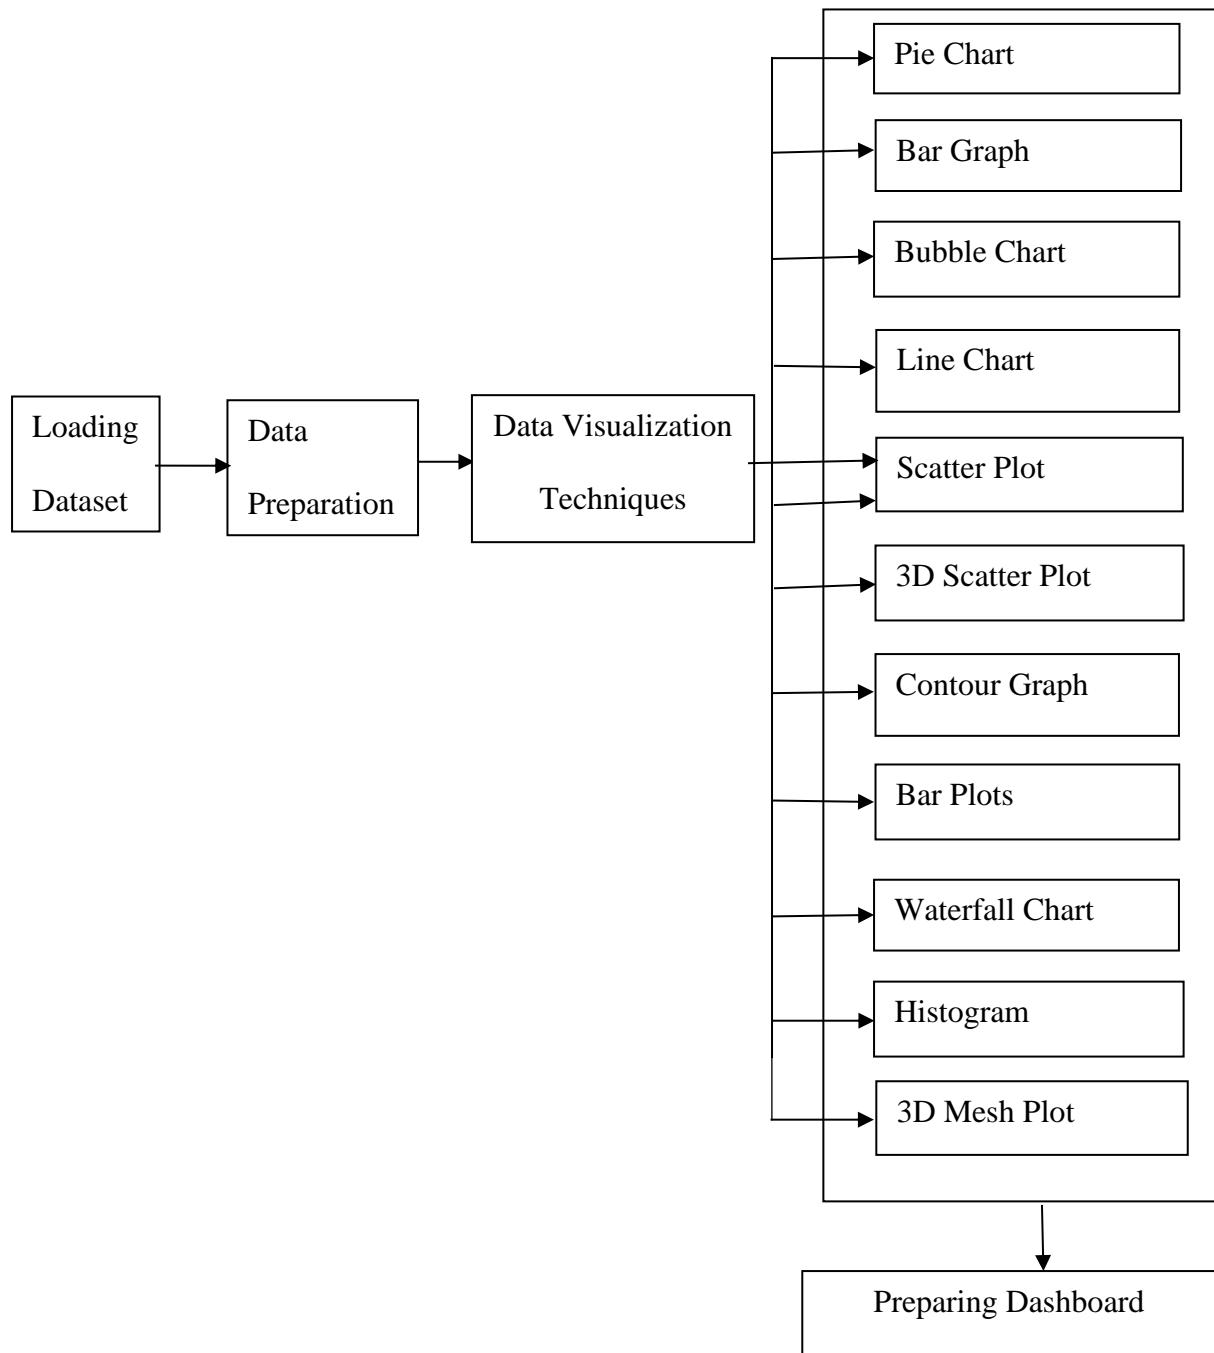 Loading
Dataset
Data
Preparation
Data Visualization
Techniques
Pie Chart
Bar Graph
Bubble Chart
Line Chart
Scatter Plot
3D Scatter Plot
Contour Graph
Bar Plots
Waterfall Chart
Histogram
3D Mesh Plot
Preparing Dashboard